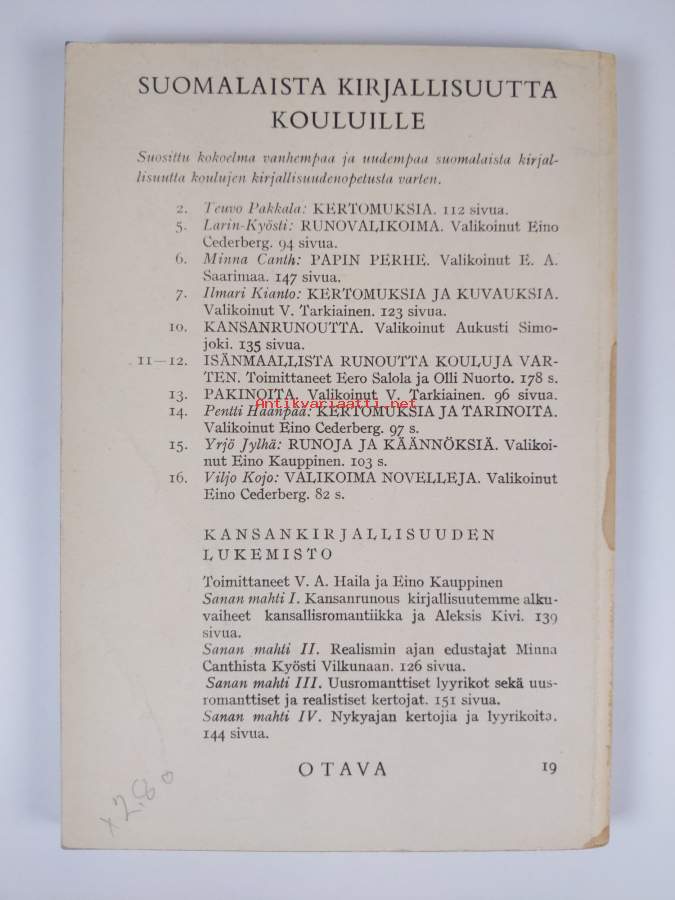 SUOMALAISTA KIRJALLISUUTTA
KOULUILLE
Suosittu kokoelma vanhempaa ja uudempaa suomalaista kirjal-
lisuutta koulujen kirjallisuudenopetusta varten.
2. Teuvo Pakkala: KERTOMUKSIA. 112 sivua.
5. Larin-Kyösti: RUNOVALIKOIMA. Valikoinut Eino
Cederberg. 94 sivua.
6. Minna Canth: PAPIN PERHE. Valikoinut E. A.
Saarimaa. 147 sivua.
7. Ilmari Kianto: KERTOMUKSIA JA KUVAUKSIA.
Valikoinut V. Tarkiainen. 123 sivua.
10. KANSANRUNOUTTA. Valikoinut Aukusti Simo-
joki. 135 sivua.
11—12. ISÄNMAALLISTA RUNOUTTA KOULUJA VAR-
TEN. Toimittaneet Eero Salola ja Olli Nuorto. 178 s.
13. PAKINOITA. Valikoinut V. Tarkiainen. 96 sivua.
Antikvariaatti.net
14. Pentti Haanpää: KERTOMUKSIA JA TARINOITA.
Valikoinut Eino Cederberg. 97 s.
15. Yrjö Jylhä: RUNOJA JA KÄÄNNÖKSIÄ. Valikoi-
nut Eino Kauppinen. 103 s.
16. Viljo Kojo: VALIKOIMA NOVELLEJA. Valikoinut
Eino Cederberg. 82 s.
KANSANKIRJALLISUUDEN
LUKEMISTO
Toimittaneet V. A. Haila ja Eino Kauppinen
Sanan mahti I. Kansanrunous kirjallisuutemme alku-
vaiheet kansallisromantiikka ja Aleksis Kivi. 139
sivua.
Sanan mahti II. Realismin ajan edustajat Minna
Canthista Kyösti Vilkunaan. 126 sivua.
Sanan mahti III. Uusromanttiset lyyrikot sekä uus-
romanttiset ja realistiset kertojat. 151 sivua.
Sanan mahti IV. Nykyajan kertojia ja lyyrikoita.
144 sivua.
OTAVA 19
x 2.80